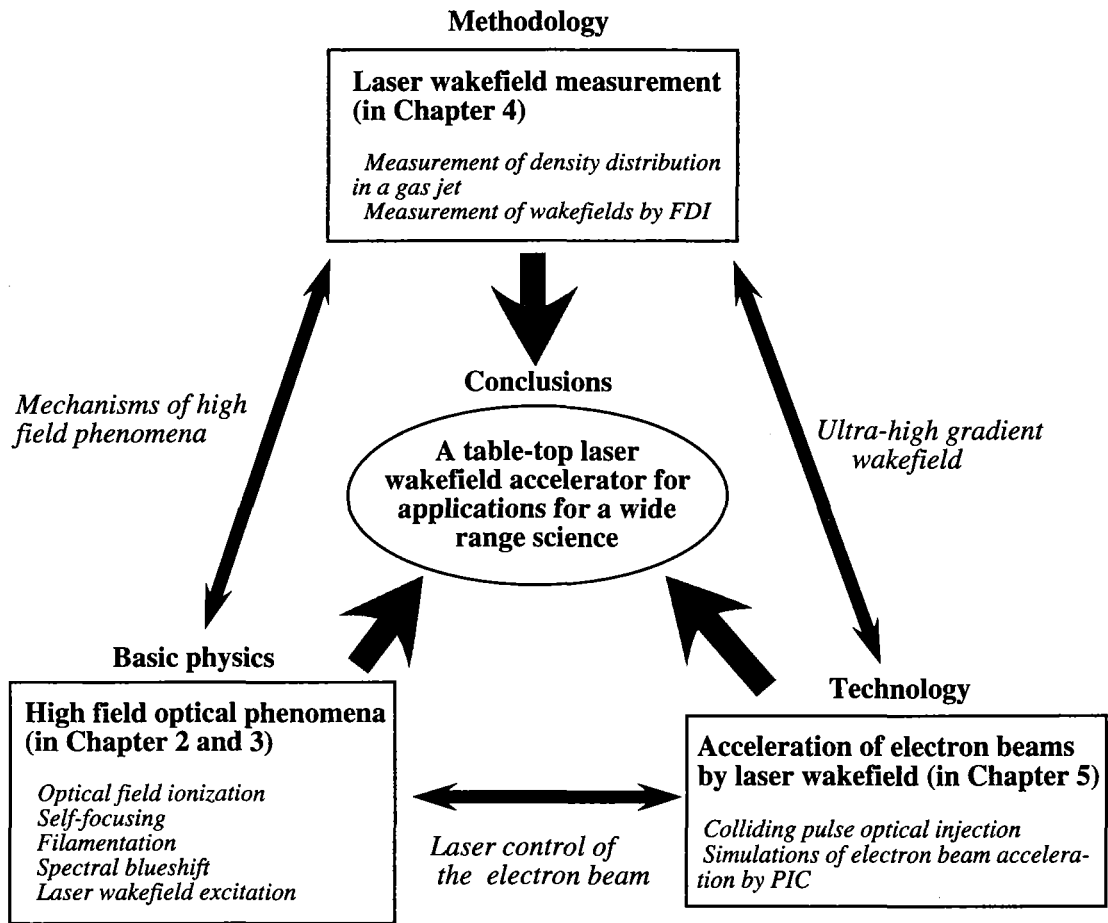 Methodology
Laser wakefield measurement
(in Chapter 4)
Measurement of density distribution
in a gas jet
Measurement of wakefields by FDI
Mechanisms of high
field phenomena
Conclusions
A table-top laser
wakefield accelerator for
applications for a wide
range science
Ultra-high gradient
wakefield
Basic physics
High field optical phenomena
(in Chapter 2 and 3)
Optical field ionization
Self-focusing
Filamentation
Spectral blueshift
Laser wakefield excitation
Laser control of
the electron beam
Technology
Acceleration of electron beams
by laser wakefield (in Chapter 5)
Colliding pulse optical injection
Simulations of electron beam accelera-
tion by PIC